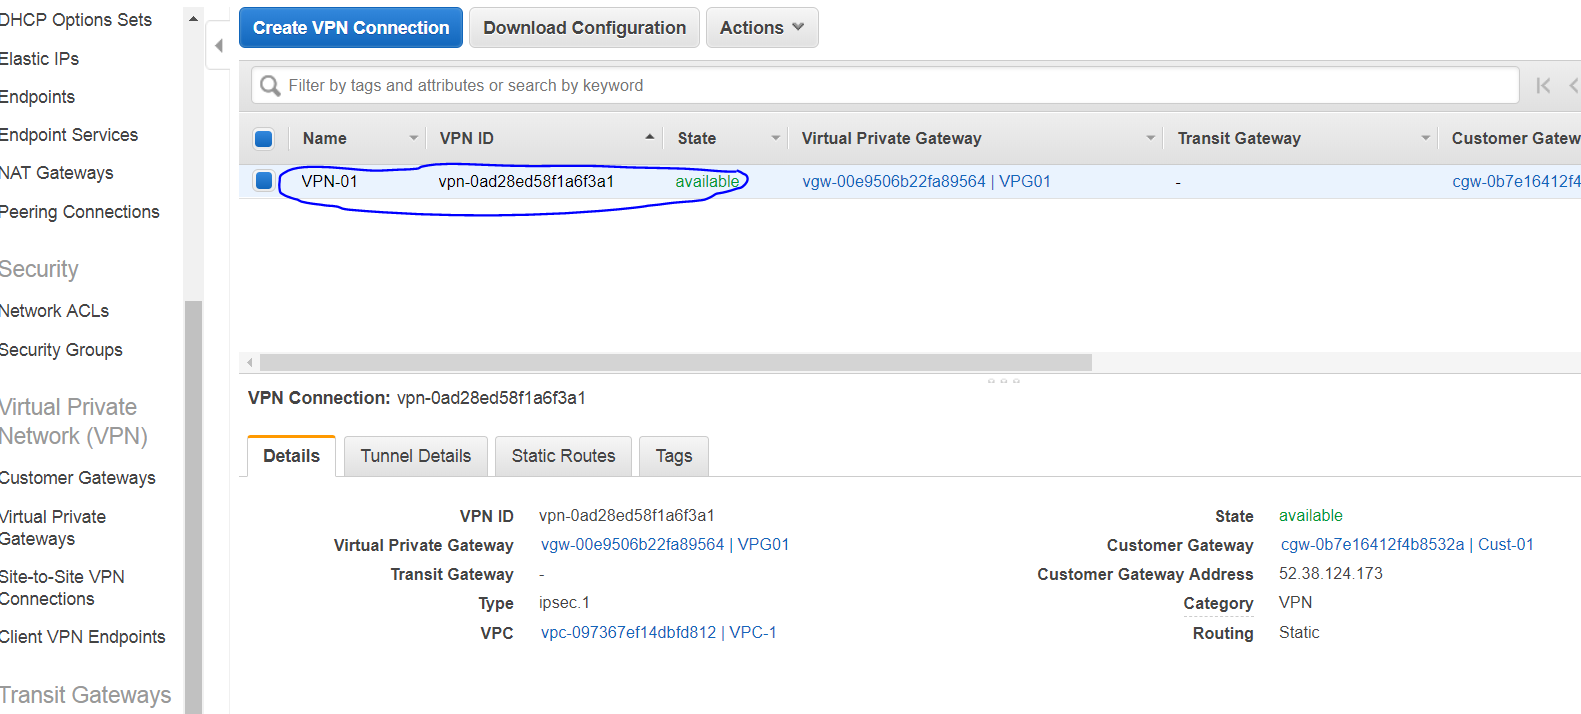 DHCP Options Sets
Elastic IPs
Endpoints
Endpoint Services
NAT Gateways
Peering Connections
Security
Network ACLs
Security Groups
Virtual Private
Network (VPN)
Customer Gateways
Virtual Private
Gateways
Site-to-Site VPN
Connections
Client VPN Endpoints
Transit Gateways
Create VPN Connection Download Configuration Actions
Filter by tags and attributes or search by keyword
Name VPN ID State Virtual Private Gateway Transit Gateway Customer Gatew
VPN-01 vpn-0ad28ed58f1a6f3a1 available vgw-00e9506b22fa89564 | VPG01 - cgw-0b7e16412f4
VPN Connection: vpn-0ad28ed58f1a6f3a1
Details Tunnel Details Static Routes Tags
VPN ID vpn-0ad28ed58f1a6f3a1 State available
Virtual Private Gateway vgw-00e9506b22fa89564 | VPG01 Customer Gateway cgw-0b7e16412f4b8532a | Cust-01
Transit Gateway - Customer Gateway Address 52.38.124.173
Type ipsec.1 Category VPN
VPC vpc-097367ef14dbfd812 | VPC-1 Routing Static